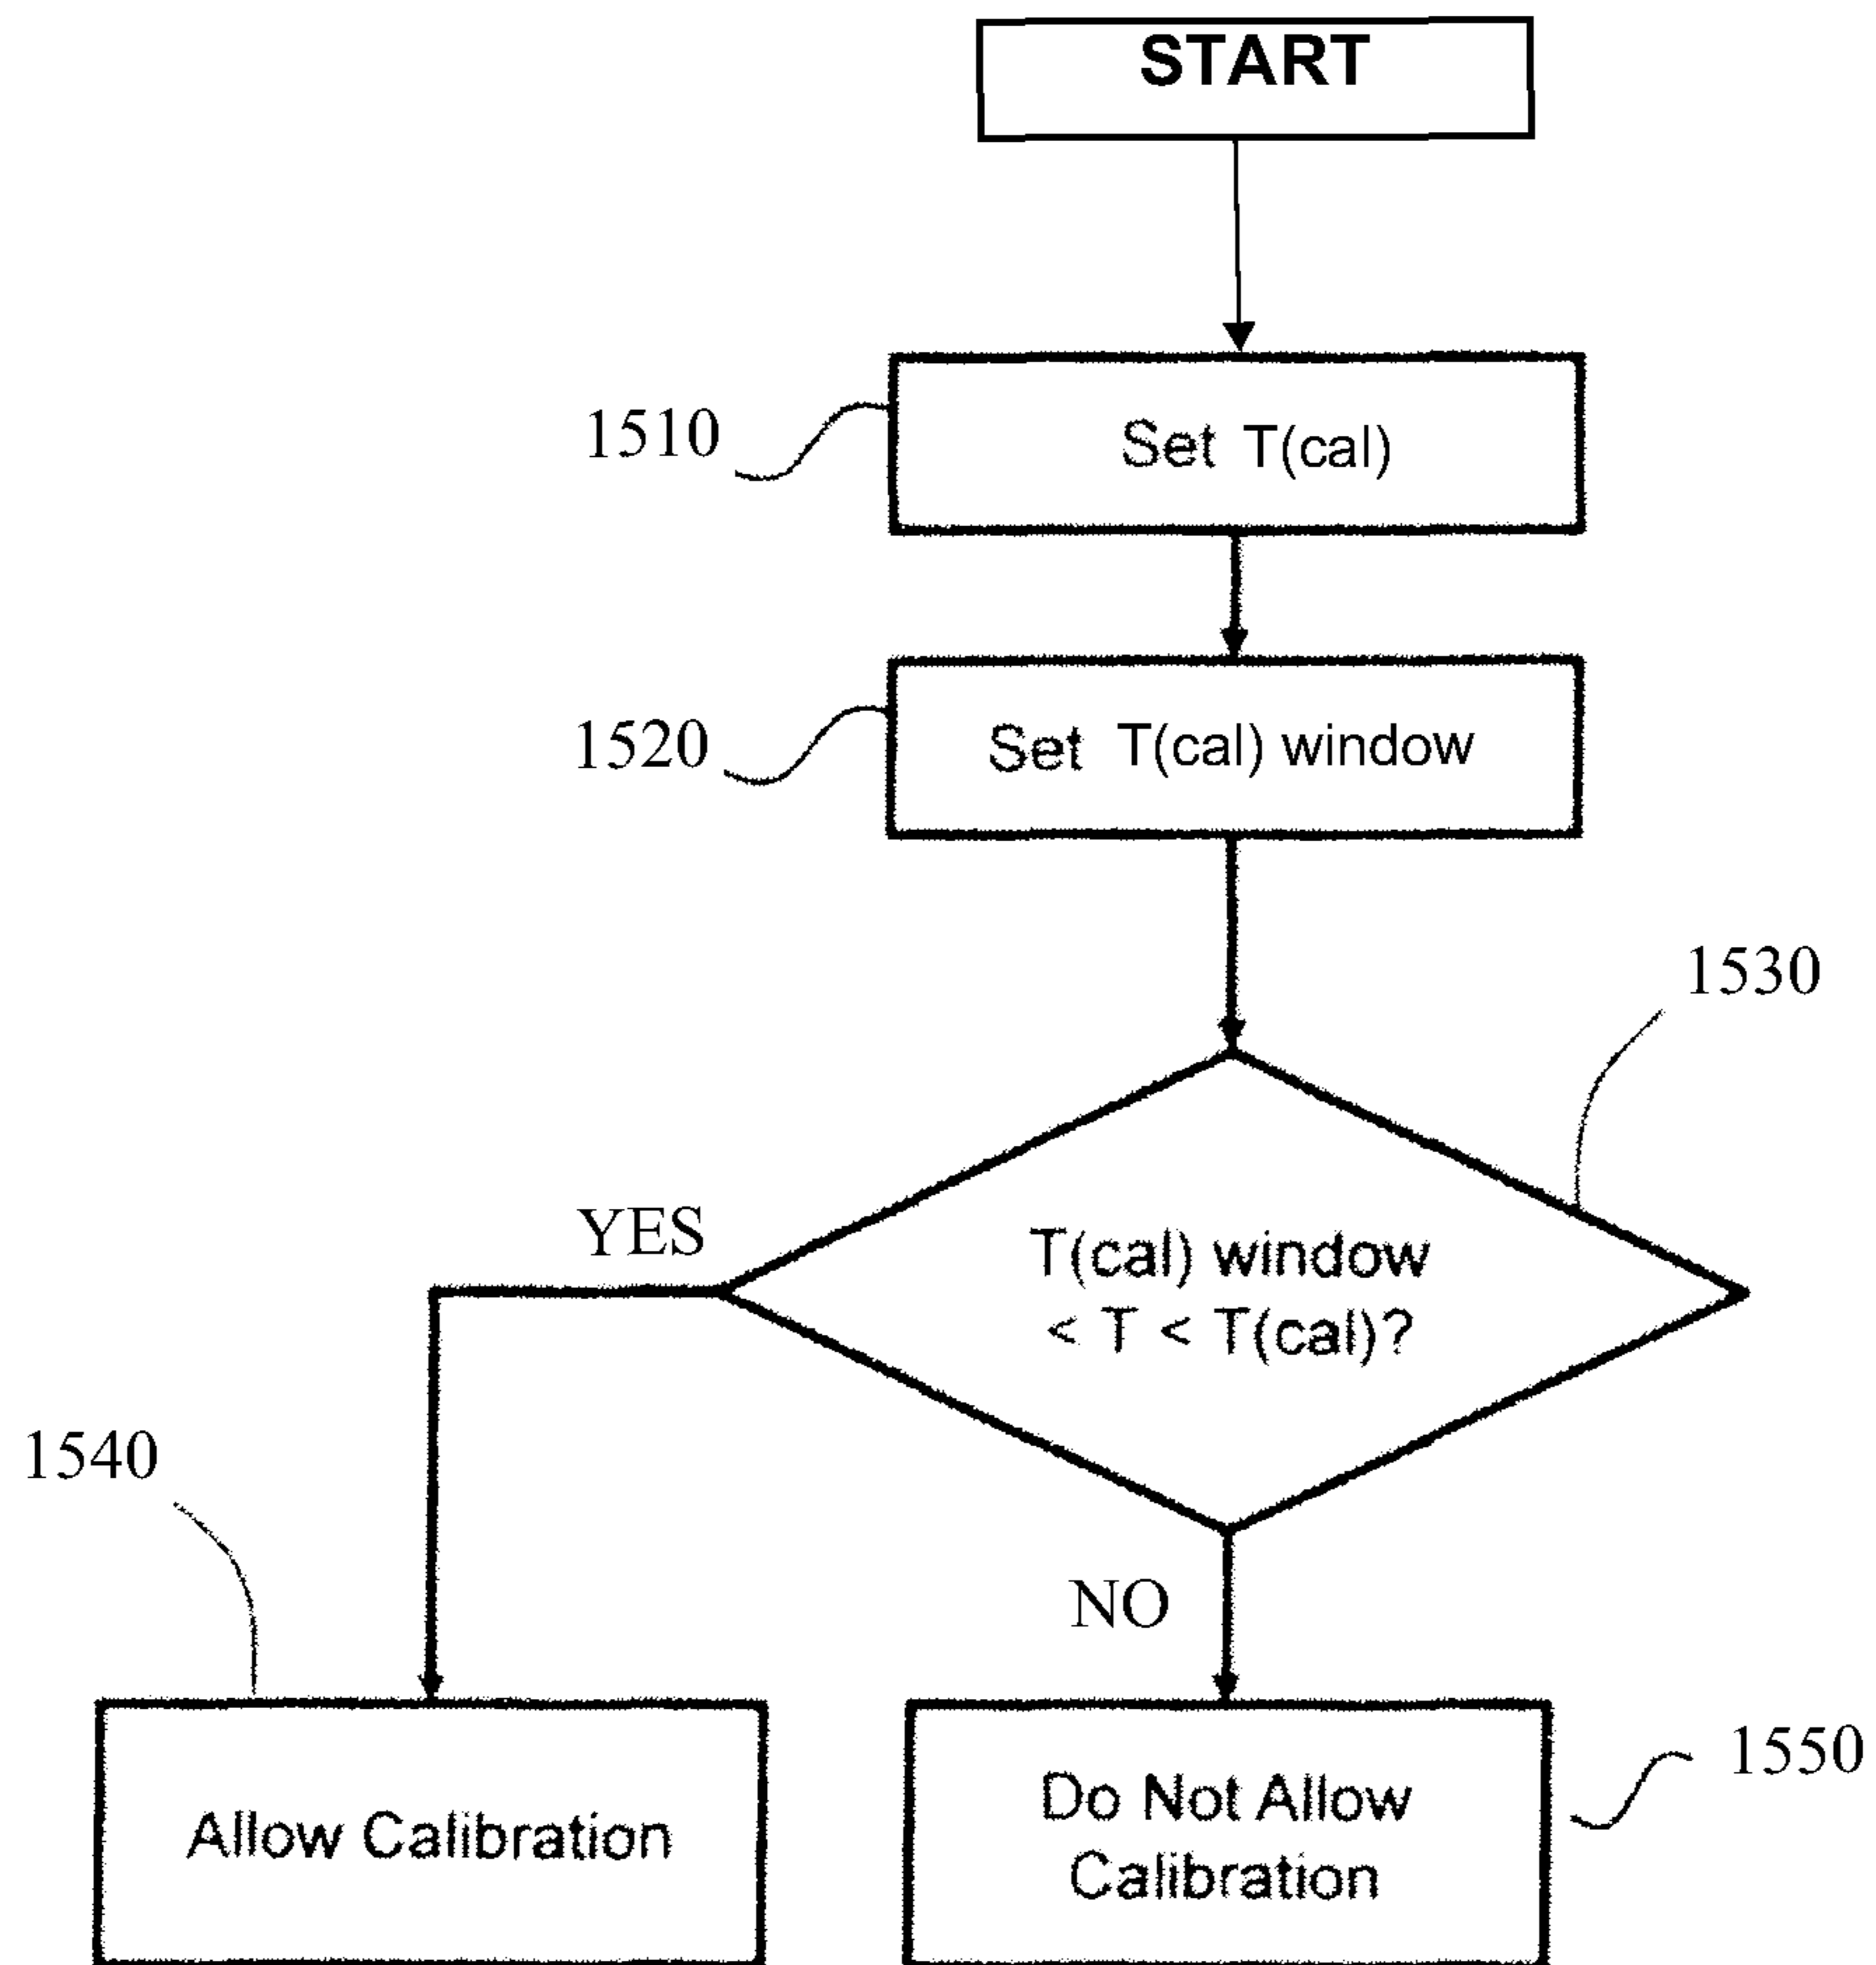 START
1510
Set T(cal)
1520
Set T(cal) window
1530
YES
T(cal) window
< T < T(cal)?
1540
NO
Allow Calibration
Do Not Allow
Calibration
1550